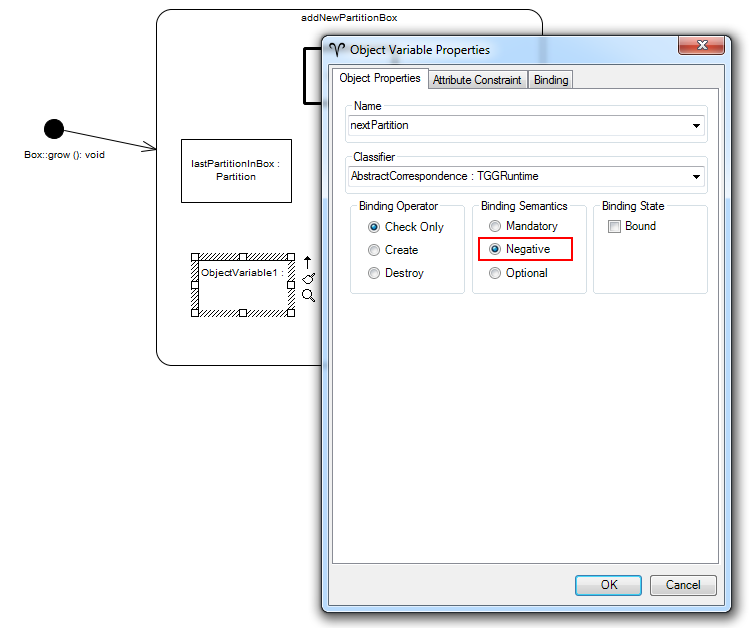 addNewPartitionBox
Box::grow (): void
lastPartitionInBox :
Partition
ObjectVariable1 :
Object Variable Properties
Object Properties
Attribute Constraint
Binding
Name
nextPartition
Classifier
AbstractCorrespondence : TGGRuntime
Binding Operator
Check Only
Create
Destroy
Binding Semantics
Mandatory
Negative
Optional
Binding State
Bound
OK
Cancel